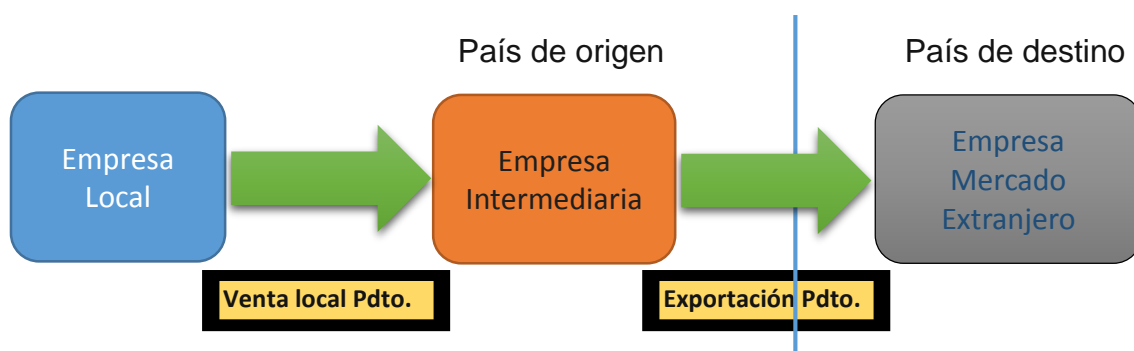 País de origen
País de destino
Empresa
Local
Empresa
Intermediaria
Empresa
Mercado
Extranjero
Venta local Pdto.
Exportación Pdto.